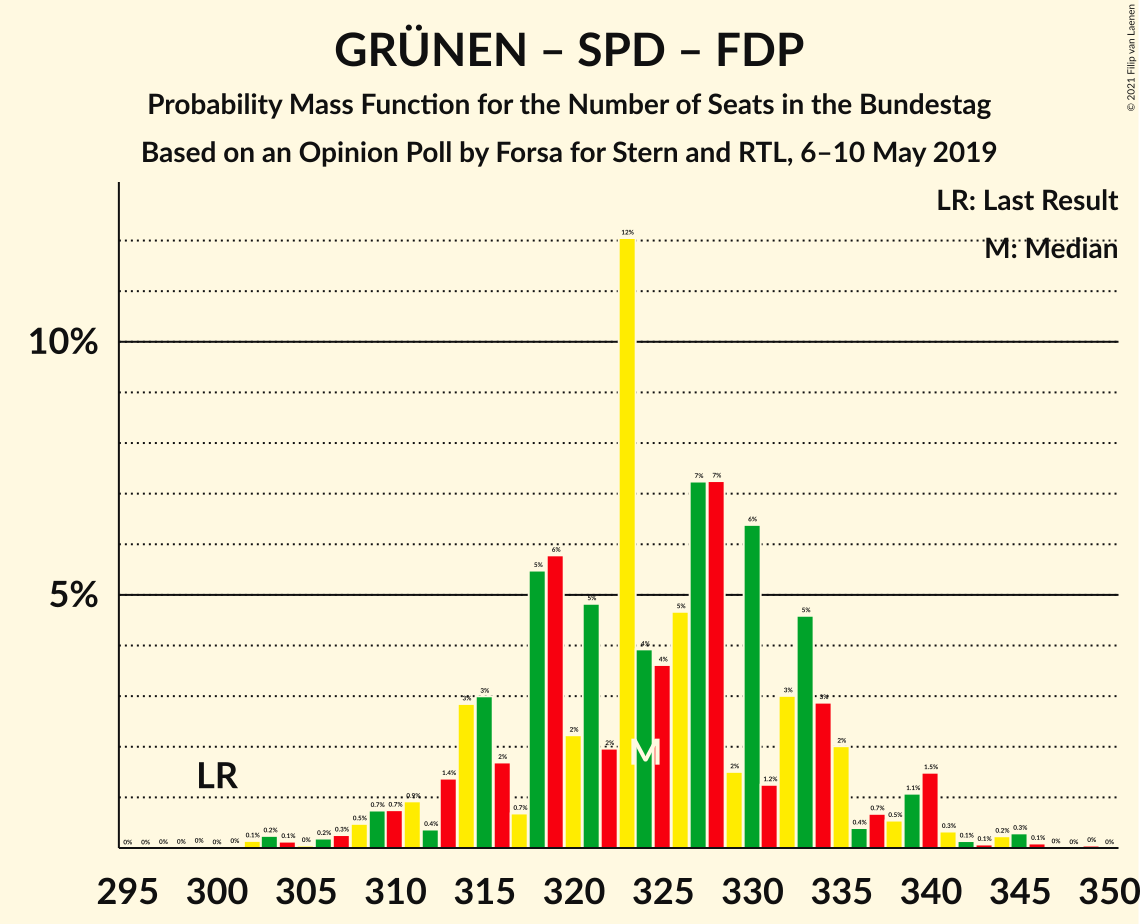 GRÜNEN – SPD – FDP
Probability Mass Function for the Number of Seats in the Bundestag
Based on an Opinion Poll by Forsa for Stern and RTL, 6–10 May 2019
© 2021 Filip van Laenen
LR: Last Result
M: Median
10%
5%
LR
M
0% 0% 0% 0% 0% 0% 0% 0.1% 0.2% 0.1% 0% 0.2% 0.3% 0.5% 0.7% 0.7% 0.9% 0.4% 1.4% 3% 3% 2% 0.7% 5% 6% 2% 5% 2% 12% 4% 4% 5% 7% 7% 2% 6% 1.2% 3% 5% 3% 2% 0.4% 0.7% 0.5% 1.1% 1.5% 0.3% 0.1% 0.1% 0.2% 0.3% 0.1% 0% 0% 0% 0%
295 300 305 310 315 320 325 330 335 340 345 350